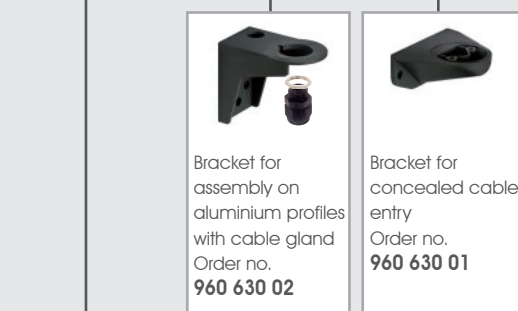 Bracket for
assembly on
aluminium profiles
with cable gland
Order no.
960 630 02
Bracket for
concealed cable
entry
Order no.
960 630 01